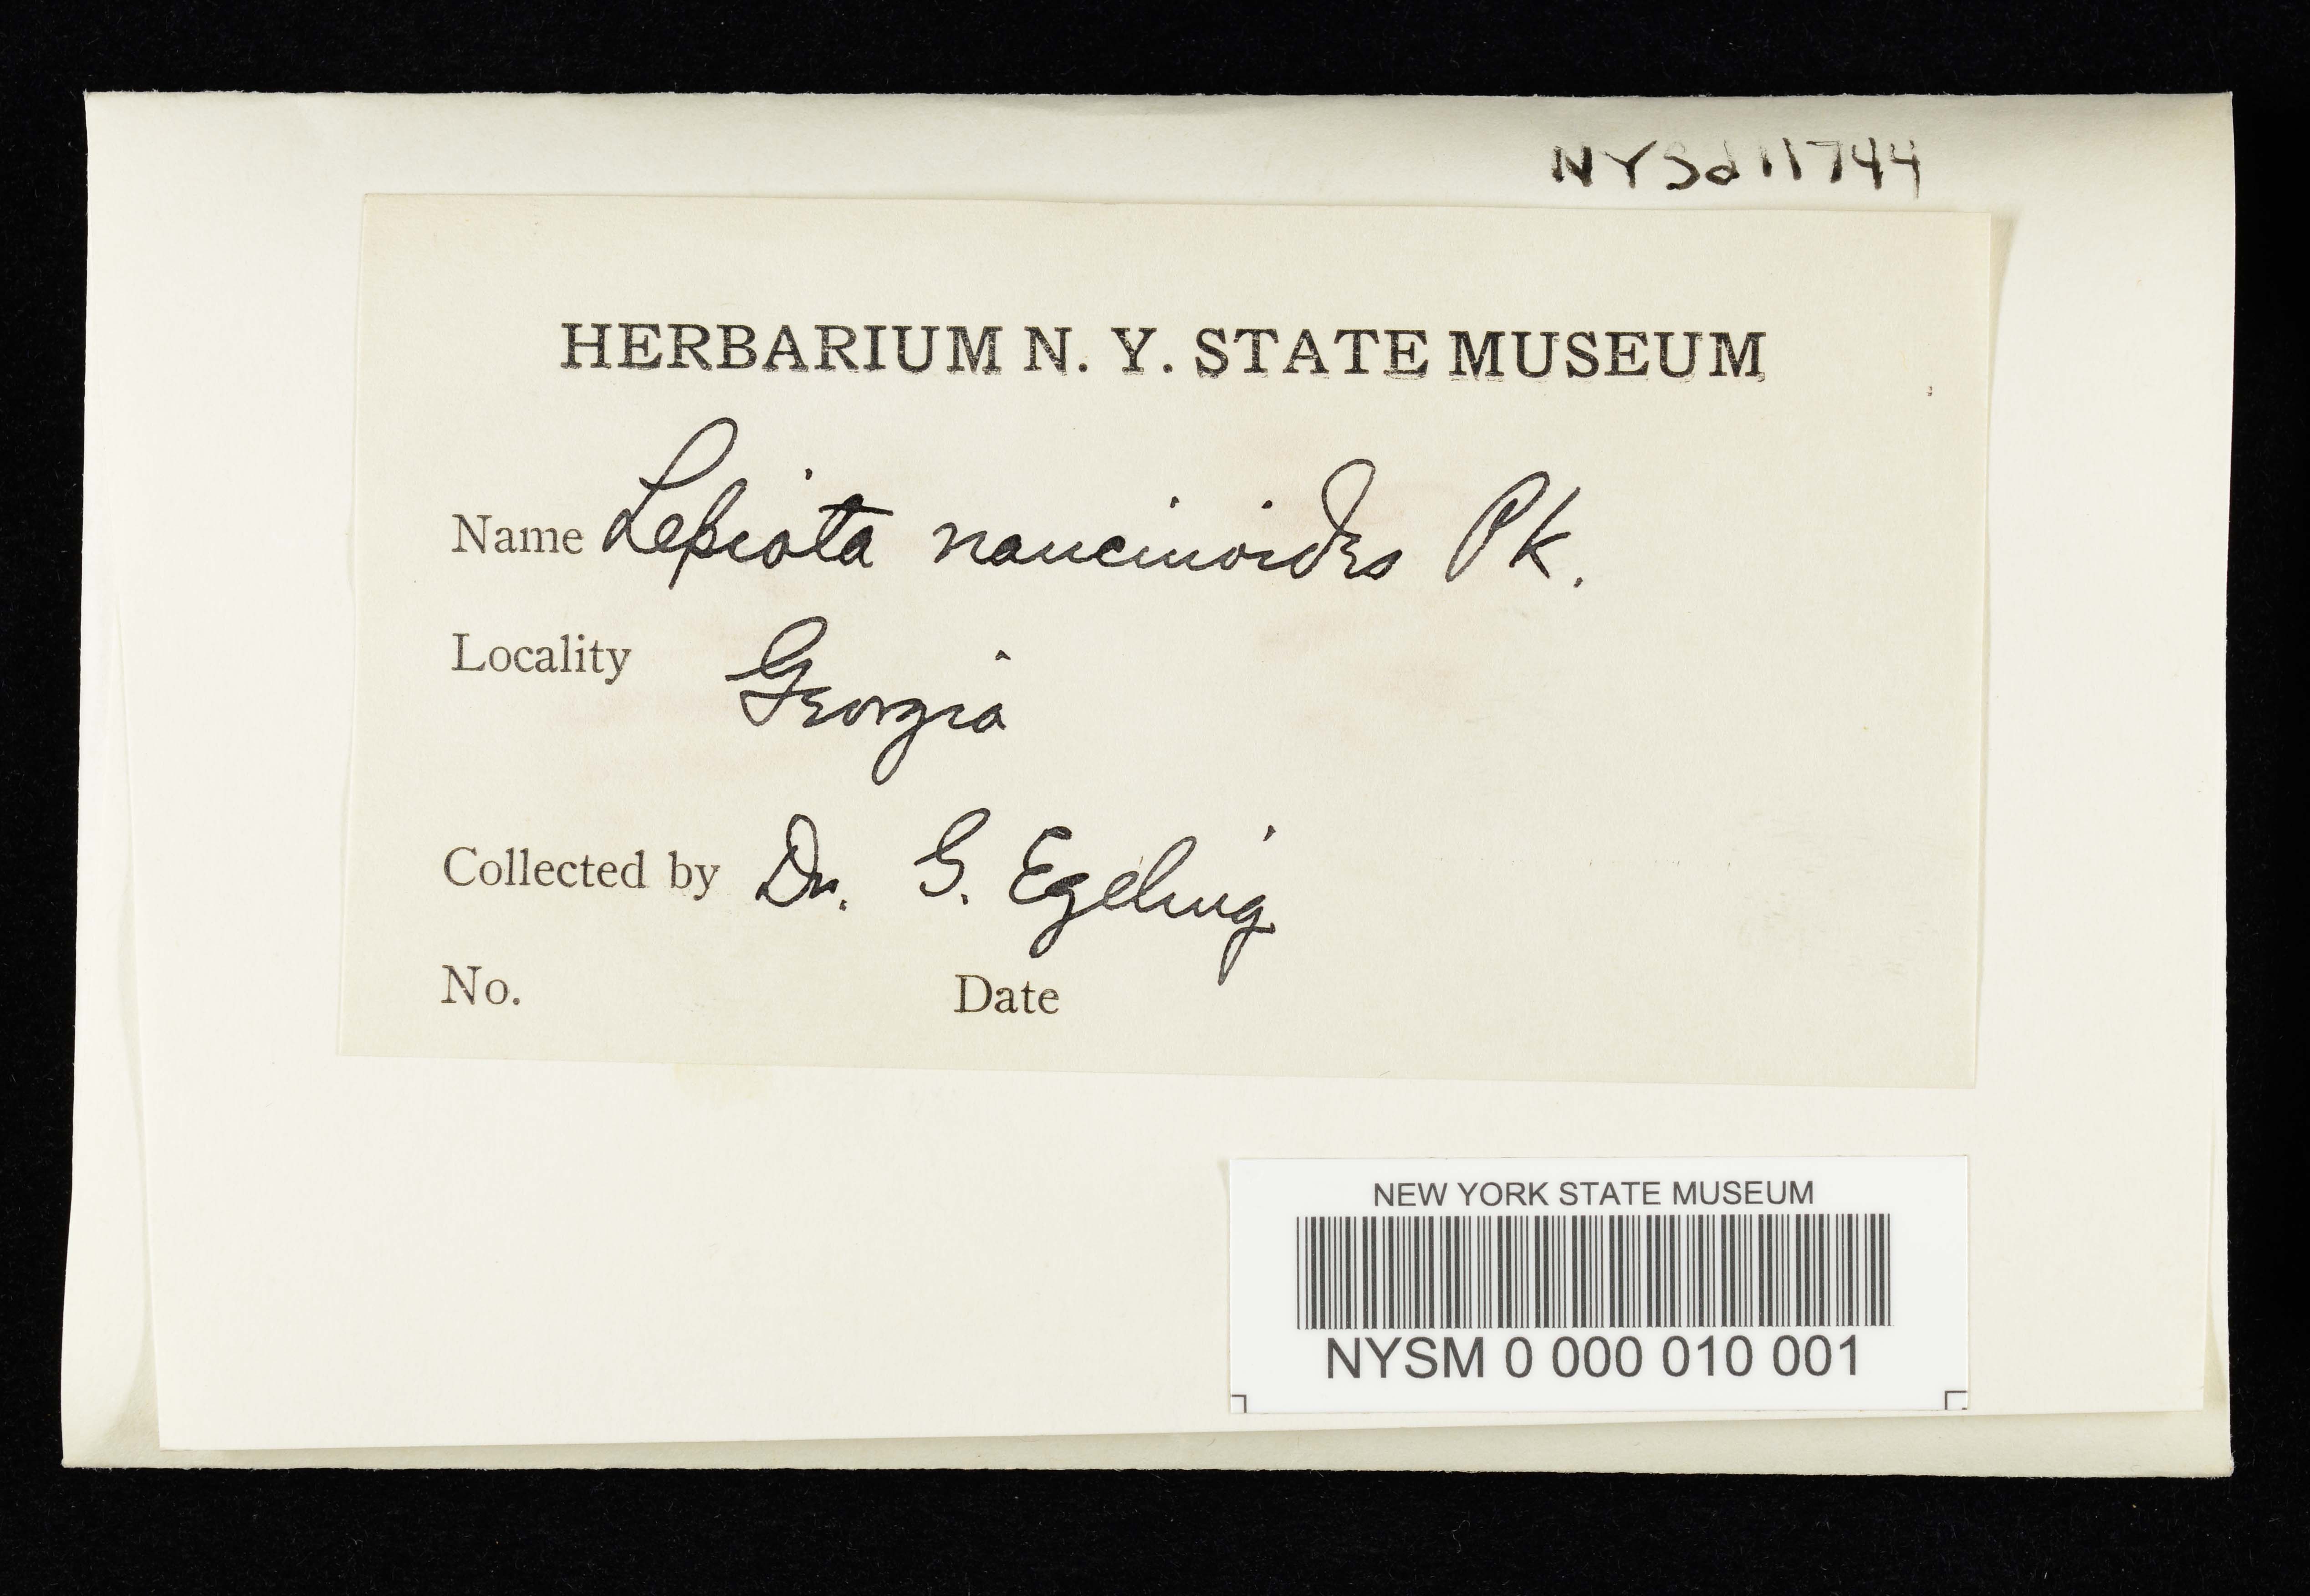 NYSd11744
HERBARIUM N. Y. STATE MUSEUM
Name Lepiota naucinoides Pk.
Locality Georgia
Collected by Dr. G. Egeling
No. Date
NEW YORK STATE MUSEUM
NYSM 0 000 010 001